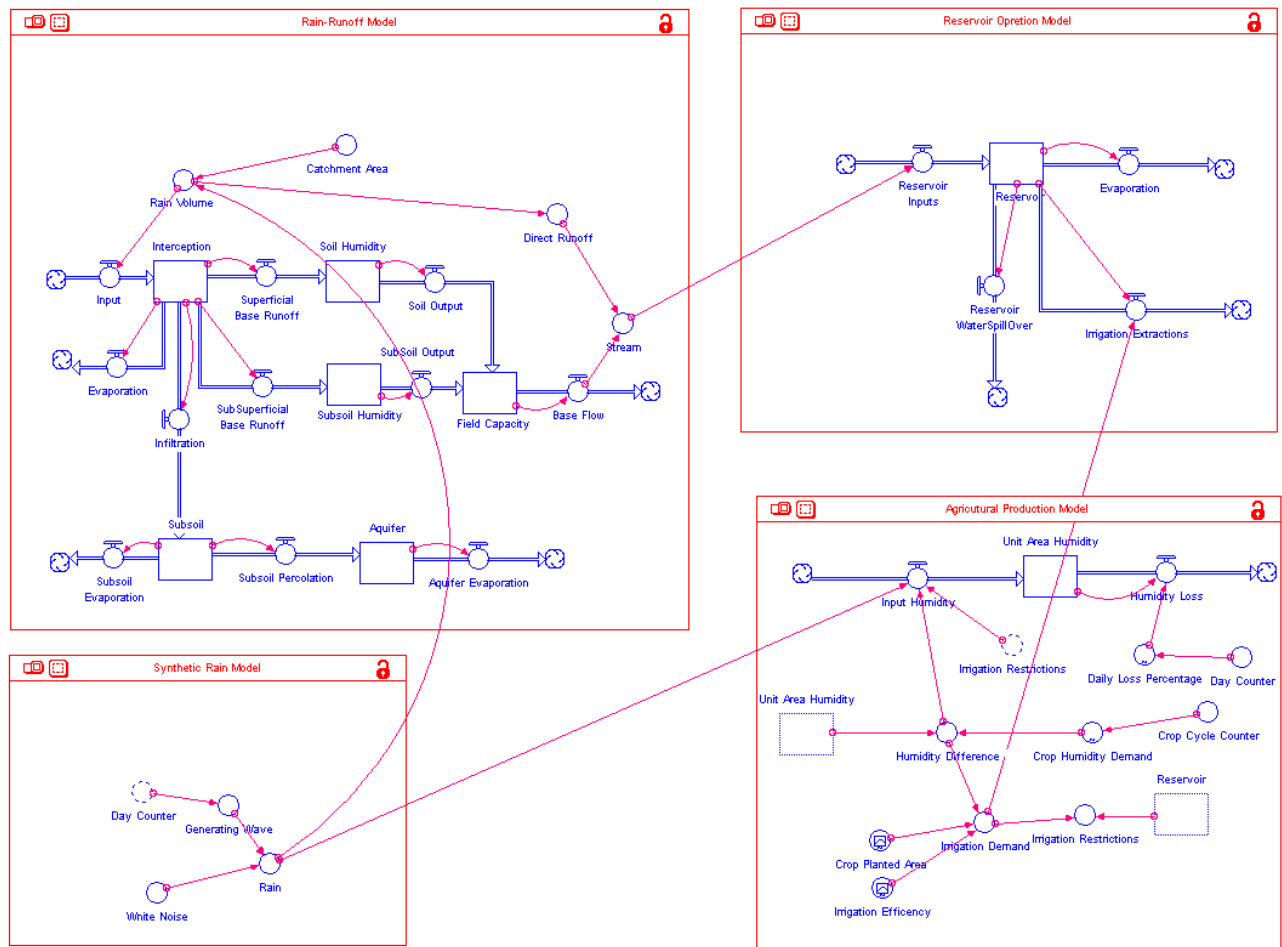 Rain-Runoff Model
Catchment Area
Rain Volume
Direct Runoff
Interception
Soil Humidity
Input
Superficial
Base Runoff
Soil Output
Stream
SubSoil Output
Evaporation
SubSuperficial
Base Runoff
Subsoil Humidity
Field Capacity
Base Flow
Infiltration
Subsoil
Aquifer
Subsoil
Evaporation
Subsoil Percolation
Aquifer Evaporation
Reservoir Opretion Model
Reservoir
Inputs
Reservoir
Evaporation
Reservoir
WaterSpillOver
Irrigation Extractions
Synthetic Rain Model
Day Counter
Generating Wave
Rain
White Noise
Agricutural Production Model
Unit Area Humidity
Input Humidity
Humidity Loss
Irrigation Restrictions
Daily Loss Percentage
Day Counter
Unit Area Humidity
Humidity Difference
Crop Humidity Demand
Crop Cycle Counter
Reservoir
Irrigation Demand
Irrigation Restrictions
Crop Planted Area
Irrigation Efficency